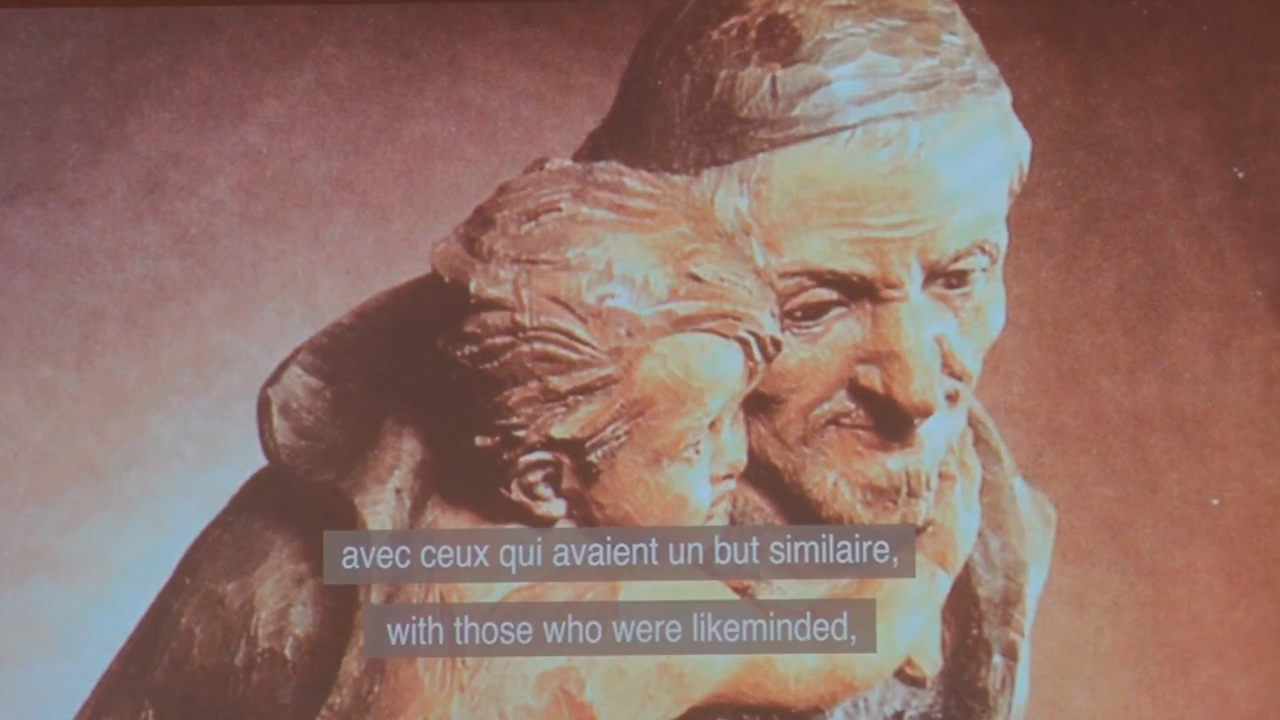 avec ceux qui avaient un but similaire,
with those who were likeminded,